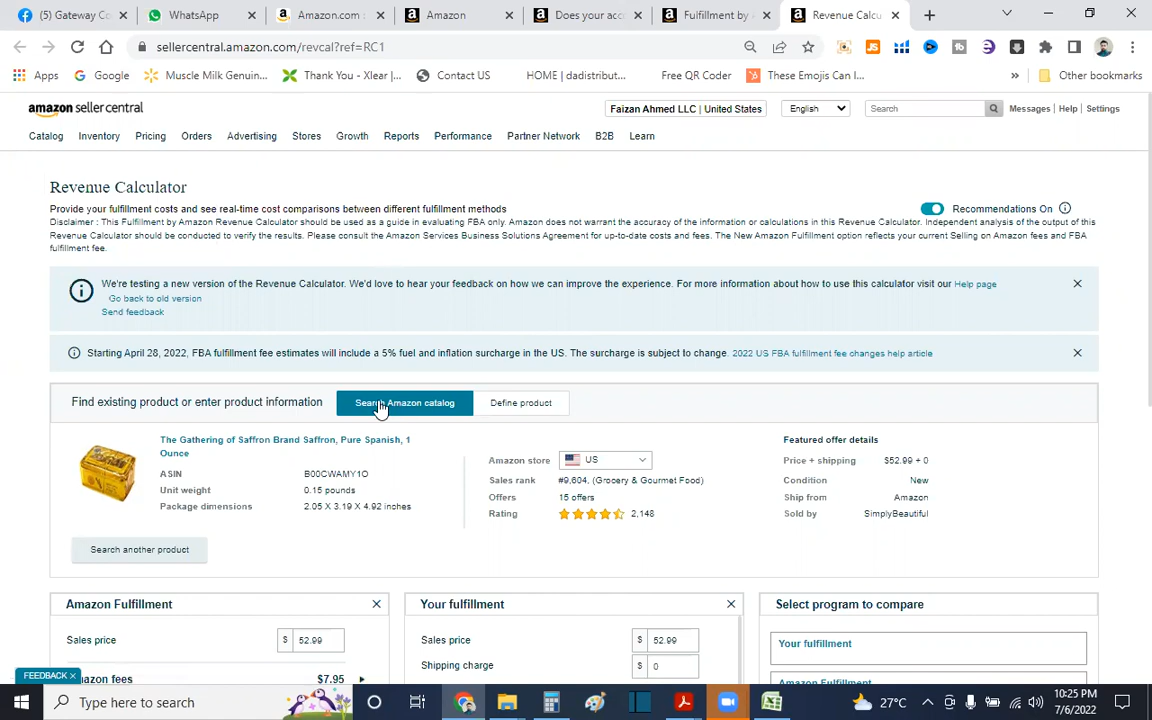 (5) Gateway Co
WhatsApp
Amazon.com :
Amazon
Does your acc
Fulfillment by A
Revenue Calcu
sellercentral.amazon.com/revcal?ref=RC1
Apps
Google
Muscle Milk Genuin...
Thank You - Xlear |...
Contact US
HOME | dadistribut...
Free QR Coder
These Emojis Can I...
»
Other bookmarks
amazon seller central
Faizan Ahmed LLC | United States
English
Search
Messages | Help | Settings
Catalog Inventory Pricing Orders Advertising Stores Growth Reports Performance Partner Network B2B Learn
Revenue Calculator
Provide your fulfillment costs and see real-time cost comparisons between different fulfillment methods
Recommendations On
Disclaimer : This Fulfillment by Amazon Revenue Calculator should be used as a guide in evaluating FBA only. Amazon does not warrant the accuracy of the information or calculations in this Revenue Calculator. Independent analysis of the output of this
Revenue Calculator should be conducted to verify the results. Please consult the Amazon Services Business Solutions Agreement for up-to-date costs and fees. The New Amazon Fulfillment option reflects your current Selling on Amazon fees and FBA
fulfillment fee.
We're testing a new version of the Revenue Calculator. We'd love to hear your feedback on how we can improve the experience. For more information about how to use this calculator visit our Help page
Go back to old version
Send feedback
Starting April 28, 2022, FBA fulfillment fee estimates will include a 5% fuel and inflation surcharge in the US. The surcharge is subject to change. 2022 US FBA fulfillment fee changes help article
Find existing product or enter product information
Search Amazon catalog
Define product
The Gathering of Saffron Brand Saffron, Pure Spanish, 1
Ounce
ASIN B00CWAMY1O
Unit weight 0.15 pounds
Package dimensions 2.05 X 3.19 X 4.92 inches
Amazon store US
Sales rank #9,604, (Grocery & Gourmet Food)
Offers 15 offers
Rating 2,148
Featured offer details
Price + shipping $52.99 + 0
Condition New
Ship from Amazon
Sold by SimplyBeautiful
Search another product
Amazon Fulfillment
Sales price $ 52.99
azon fees $7.95
Your fulfillment
Sales price $ 52.99
Shipping charge $ 0
Select program to compare
Your fulfillment
Amazon Fulfillment
FEEDBACK
Type here to search
27°C
10:25 PM
7/6/2022